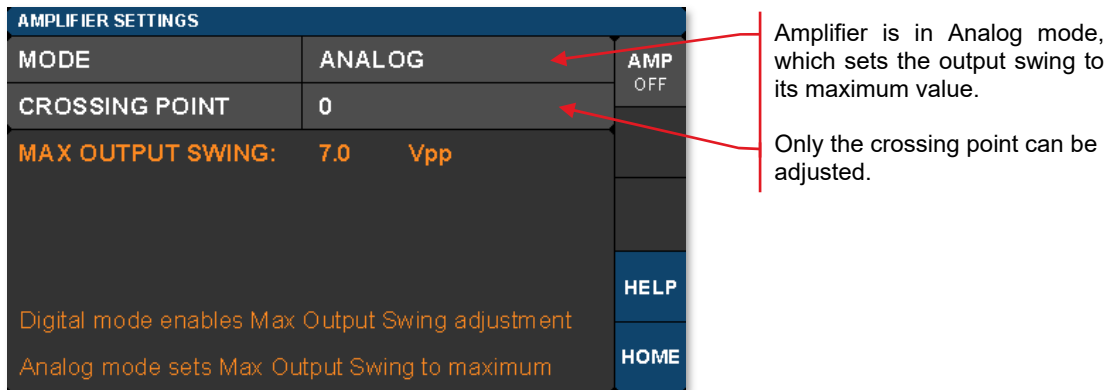 AMPLIFIER SETTINGS
MODE ANALOG
CROSSING POINT 0
MAX OUTPUT SWING: 7.0 Vpp
Digital mode enables Max Output Swing adjustment
Analog mode sets Max Output Swing to maximum
AMP
OFF
HELP
HOME
Amplifier is in Analog mode,
which sets the output swing to
its maximum value.
Only the crossing point can be
adjusted.